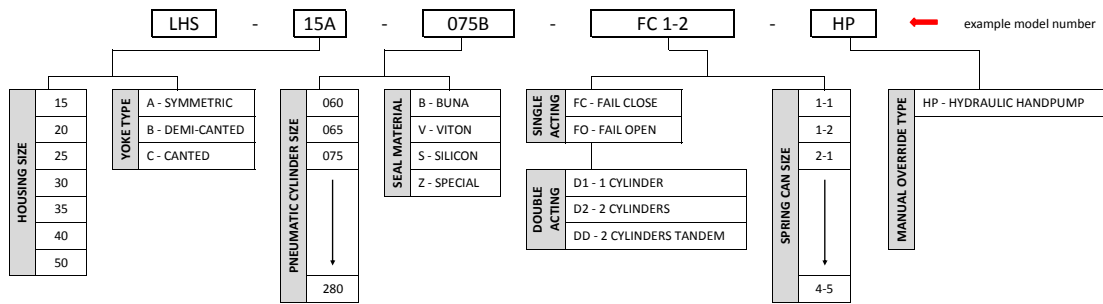 LHS - 15A - 075B - FC 1-2 - HP example model number
HOUSING SIZE
15
20
25
30
35
40
50
YOKE TYPE
A - SYMMETRIC
B - DEMI-CANTED
C - CANTED
PNEUMATIC CYLINDER SIZE
060
065
075
280
SEAL MATERIAL
B - BUNA
V - VITON
S - SILICON
Z - SPECIAL
SINGLE
ACTING
FC - FAIL CLOSE
FO - FAIL OPEN
DOUBLE
ACTING
D1 - 1 CYLINDER
D2 - 2 CYLINDERS
DD - 2 CYLINDERS TANDEM
SPRING CAN SIZE
1-1
1-2
2-1
4-5
MANUAL OVERRIDE TYPE
HP - HYDRAULIC HANDPUMP